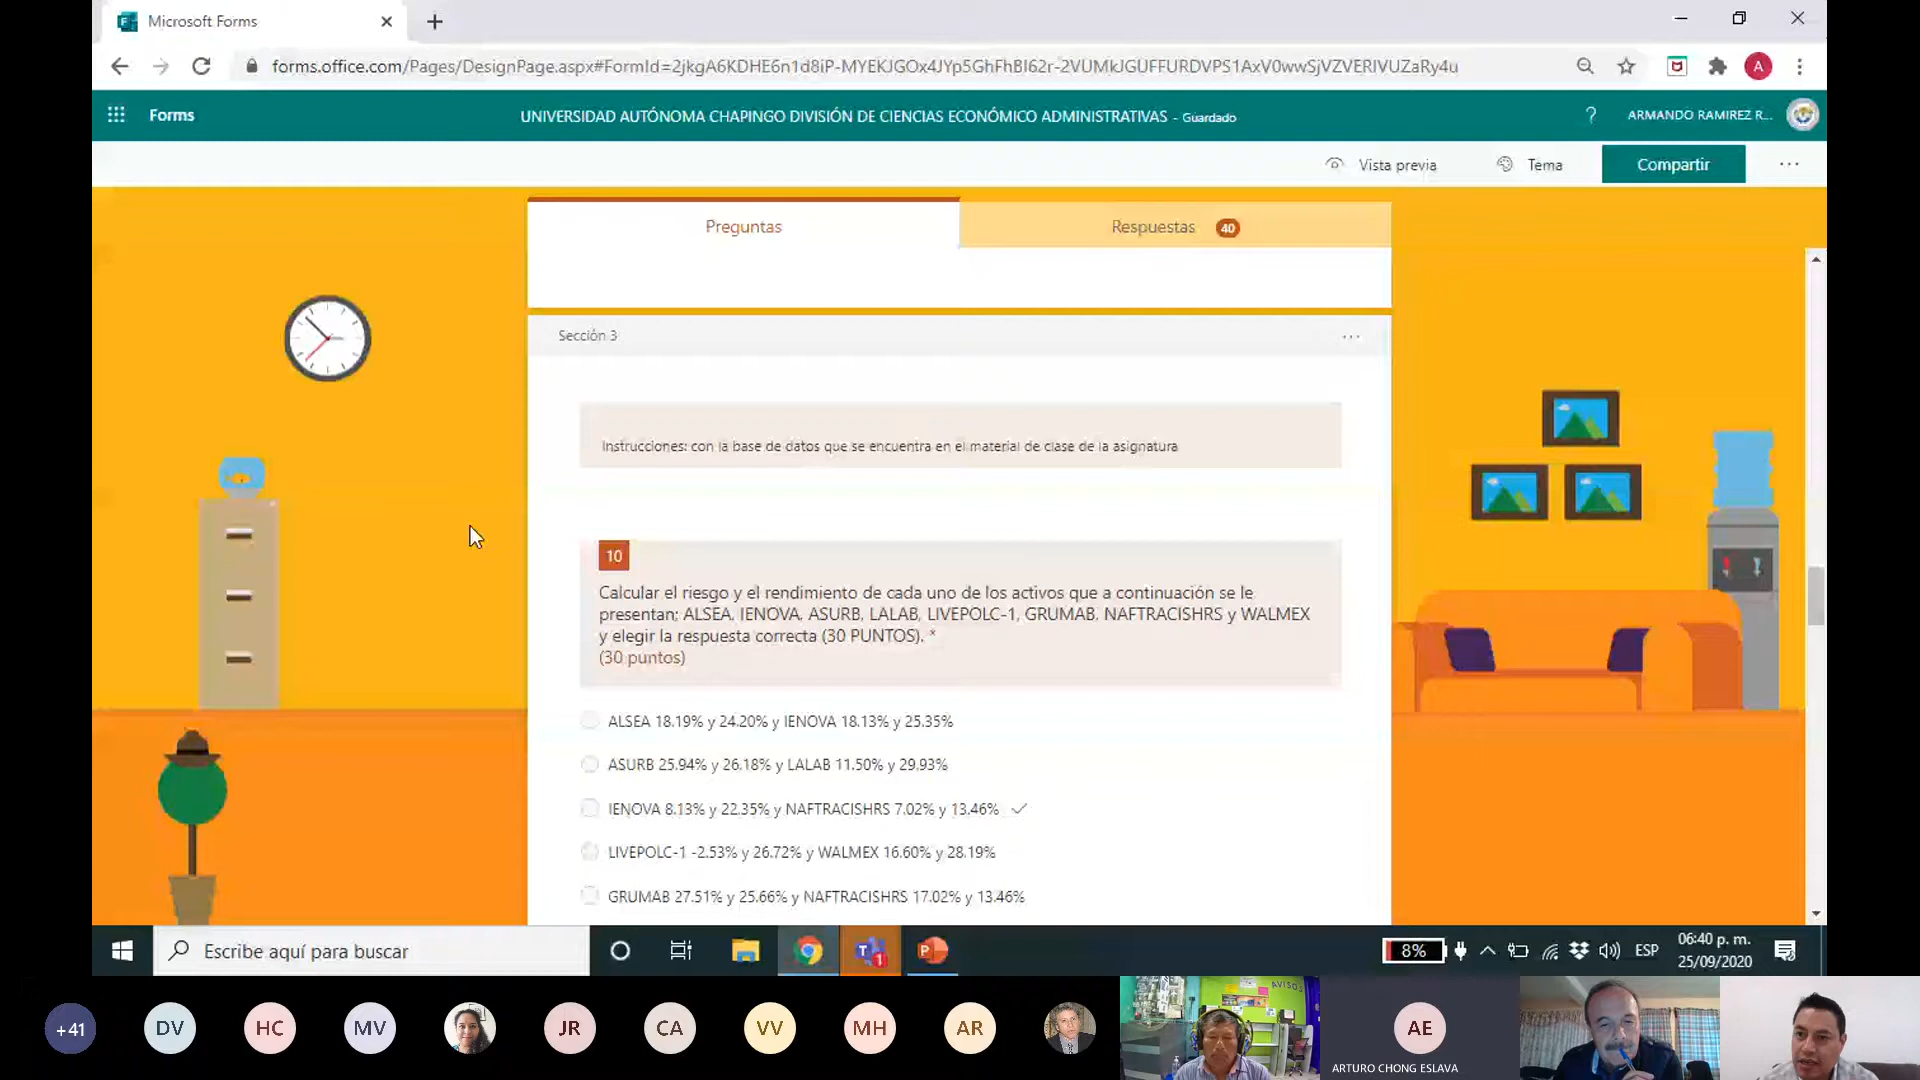 Microsoft Forms
forms.office.com/Pages/DesignPage.aspx#FormId=2jkgA6KDHE6n1d8iP-MYEKJGOx4JYp5GhFhBI62r-2VUMkJGUFFURDVPS1AxV0wwSjVZVERIVUZaRy4u
A
Forms
UNIVERSIDAD AUTÓNOMA CHAPINGO DIVISIÓN DE CIENCIAS ECONÓMICO ADMINISTRATIVAS - Guardado
?
ARMANDO RAMIREZ R...
Vista previa
Tema
Compartir
Preguntas
Respuestas 40
Sección 3
Instrucciones: con la base de datos que se encuentra en el material de clase de la asignatura
10
Calcular el riesgo y el rendimiento de cada uno de los activos que a continuación se le
presentan; ALSEA, IENOVA, ASURB, LALAB, LIVEPOLC-1, GRUMAB, NAFTRACISHRS y WALMEX
y elegir la respuesta correcta (30 PUNTOS). *
(30 puntos)
ALSEA 18.19% y 24.20% y IENOVA 18.13% y 25.35%
ASURB 25.94% y 26.18% y LALAB 11.50% y 29.93%
IENOVA 8.13% y 22.35% y NAFTRACISHRS 7.02% y 13.46%
LIVEPOLC-1 -2.53% y 26.72% y WALMEX 16.60% y 28.19%
GRUMAB 27.51% y 25.66% y NAFTRACISHRS 17.02% y 13.46%
Escribe aquí para buscar
8%
ESP
06:40 p. m.
25/09/2020
+41
DV
HC
MV
JR
CA
VV
MH
AR
AVISOS
AE
ARTURO CHONG ESLAVA